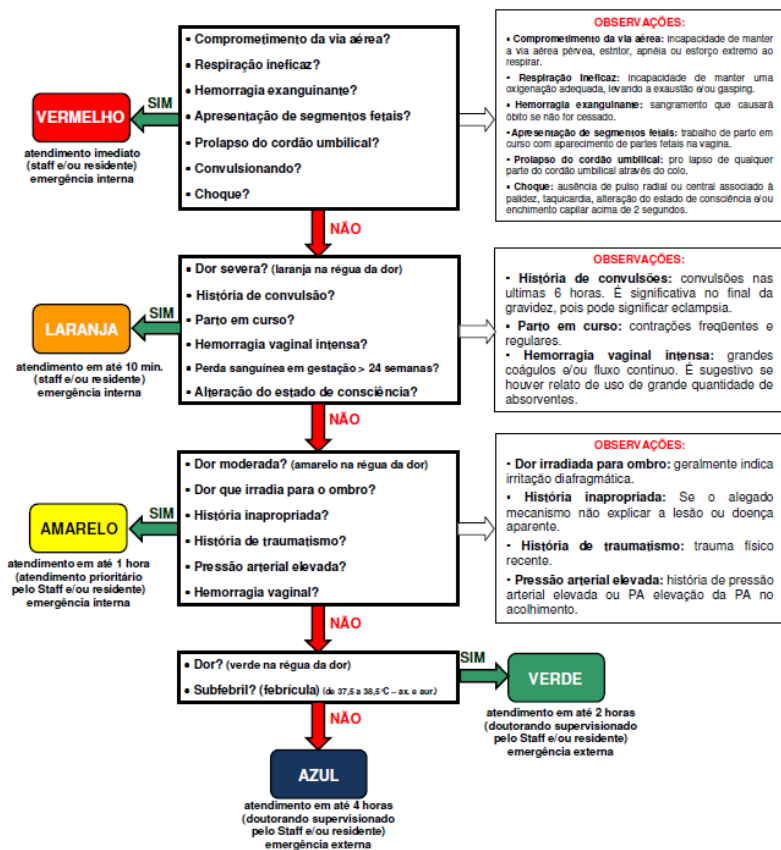 • Comprometimento da via aérea?
• Respiração ineficaz?
• Hemorragia exanguinante?
• Apresentação de segmentos fetais?
• Prolapso do cordão umbilical?
• Convulsionando?
• Choque?
SIM
VERMELHO
atendimento imediato
(staff e/ou residente)
emergência interna
OBSERVAÇÕES:
• Comprometimento da via aérea: incapacidade de manter
a via aérea pérvea, estritor, apnéia ou esforço extremo ao
respirar.
• Respiração Ineficaz: incapacidade de manter uma
oxigenação adequada, levando a exaustão e/ou gasping.
• Hemorragia exanguinante: sangramento que causará
óbito se não for cessado.
•Apresentação de segmentos fetais: trabalho de parto em
curso com aparecimento de partes fetais na vagina.
• Prolapso do cordão umbilical: pro lapso de qualquer
parte do cordão umbilical através do colo.
• Choque: ausência de pulso radial ou central associado à
palidez, taquicardia, alteração do estado de consciência e/ou
enchimento capilar acima de 2 segundos.
NÃO
• Dor severa? (laranja na régua da dor)
• História de convulsão?
• Parto em curso?
• Hemorragia vaginal intensa?
• Perda sanguínea em gestação > 24 semanas?
• Alteração do estado de consciência?
SIM
LARANJA
atendimento em até 10 min.
(staff e/ou residente)
emergência interna
OBSERVAÇÕES:
• História de convulsões: convulsões nas
ultimas 6 horas. É significativa no final da
gravidez, pois pode significar eclampsia.
• Parto em curso: contrações freqüentes e
regulares.
• Hemorragia vaginal intensa: grandes
coágulos e/ou fluxo continuo. É sugestivo se
houver relato de uso de grande quantidade de
absorventes.
NÃO
• Dor moderada? (amarelo na régua da dor)
• Dor que irradia para o ombro?
• História inapropriada?
• História de traumatismo?
• Pressão arterial elevada?
• Hemorragia vaginal?
SIM
AMARELO
atendimento em até 1 hora
(atendimento prioritário
pelo Staff e/ou residente)
emergência interna
OBSERVAÇÕES:
• Dor irradiada para ombro: geralmente indica
irritação diafragmática.
• História inapropriada: Se o alegado
mecanismo não explicar a lesão ou doença
aparente.
• História de traumatismo: trauma físico
recente.
• Pressão arterial elevada: história de pressão
arterial elevada ou PA elevação da PA no
acolhimento.
NÃO
• Dor? (verde na régua da dor)
• Subfebril? (febrícula) (de 37,5 a 38,5°C – ax. e aur.)
SIM
VERDE
atendimento em até 2 horas
(doutorando supervisionado
pelo Staff e/ou residente)
emergência externa
NÃO
AZUL
atendimento em até 4 horas
(doutorando supervisionado
pelo Staff e/ou residente)
emergência externa